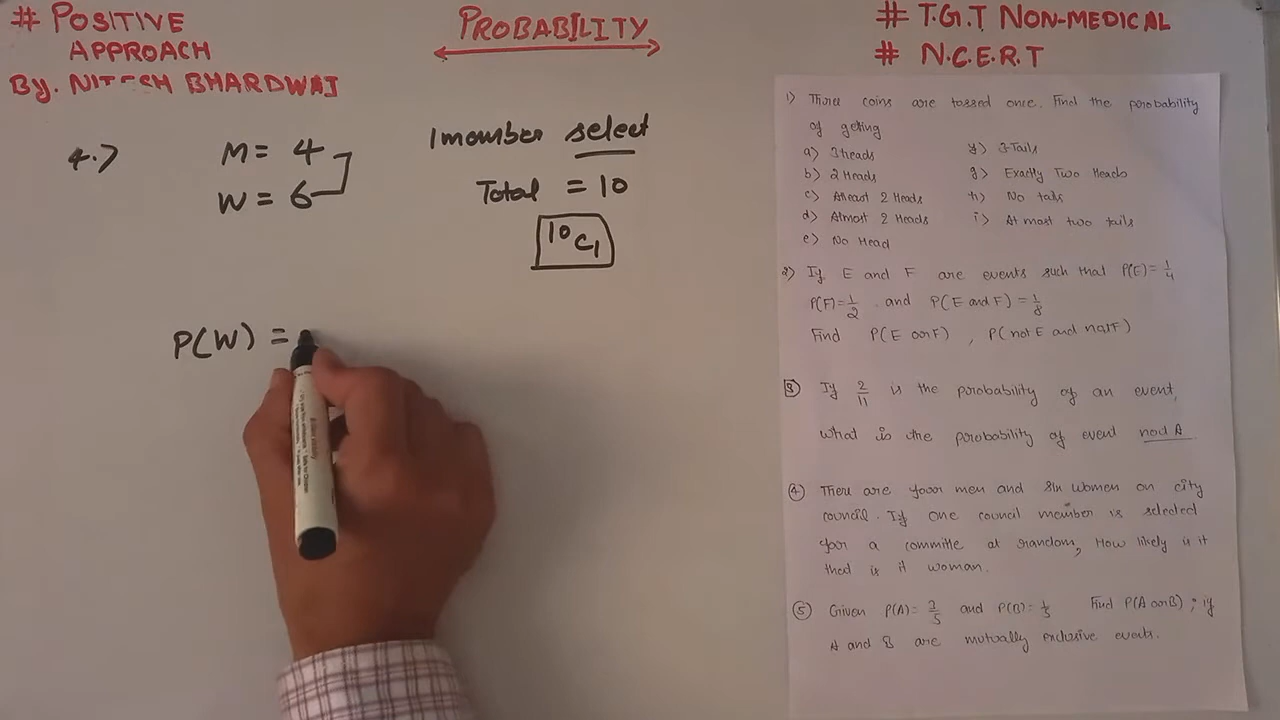 # POSITIVE
APPROACH
By. NITESH BHARDWAJ
PROBABILITY
# T.G.T NON-MEDICAL
# N.C.E.R.T
4.)
M = 4
W = 6
1 member select
Total = 10
10C1
P(W) =
1) Three coins are tossed once. Find the probability
of geting
a) 3 heads
b) 2 Heads
c) Atleast 2 Heads
d) Atmost 2 Heads
e) No Head
f) 3-Tails
g) Exactly Two Heads
h) No tails
i) At most two tails
2) If E and F are events such that P(E)=1/4
P(F)=1/2 and P(E and F)=1/8
Find P(E or F) , P(not E and not F)
3 If 2/11 is the probability of an event,
what is the probability of event nod A
4 There are four men and six women on city
council. If one council member is selected
for a committe at random, How likely is it
that is it woman.
5 Given P(A)=3/5 and P(B)=1/5 Find P(A or B) ; if
A and B are mutually exclusive events.